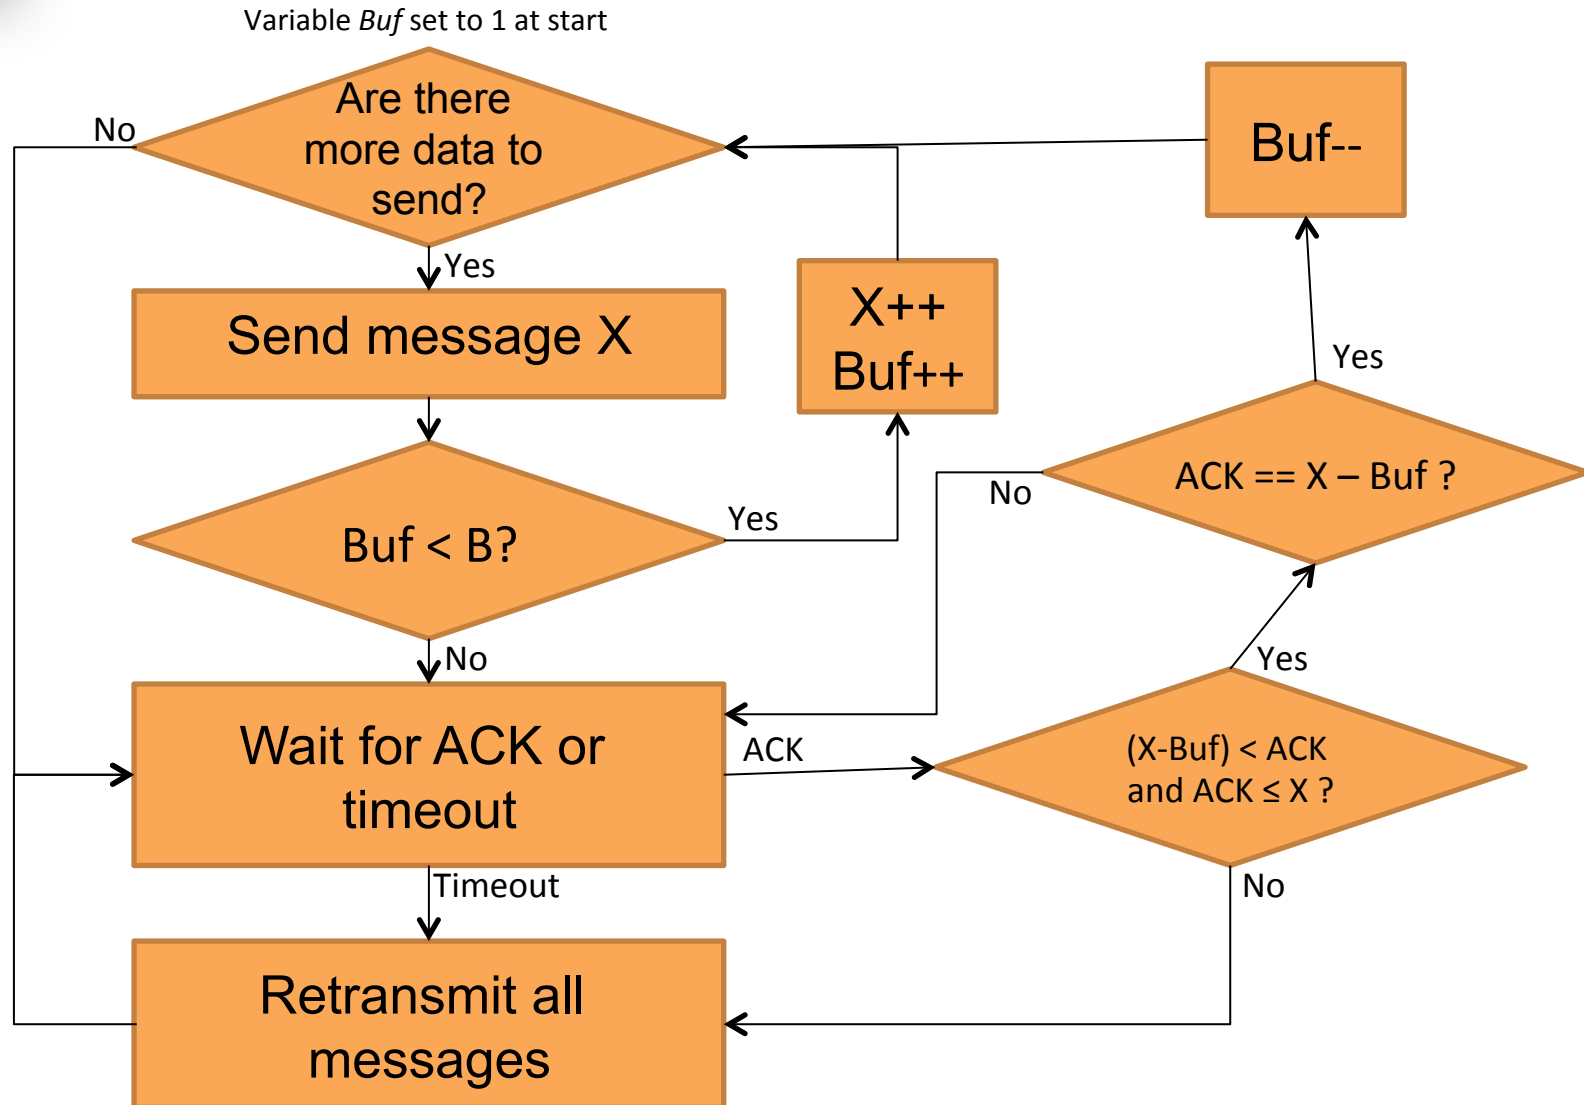 Variable Buf set to 1 at start
Are there
more data to
send?
No
Yes
Buf--
Send message X
X++
Buf++
Yes
ACK == X – Buf ?
No
Buf < B?
Yes
No
Yes
Wait for ACK or
timeout
ACK
(X-Buf) < ACK
and ACK ≤ X ?
Timeout
No
Retransmit all
messages